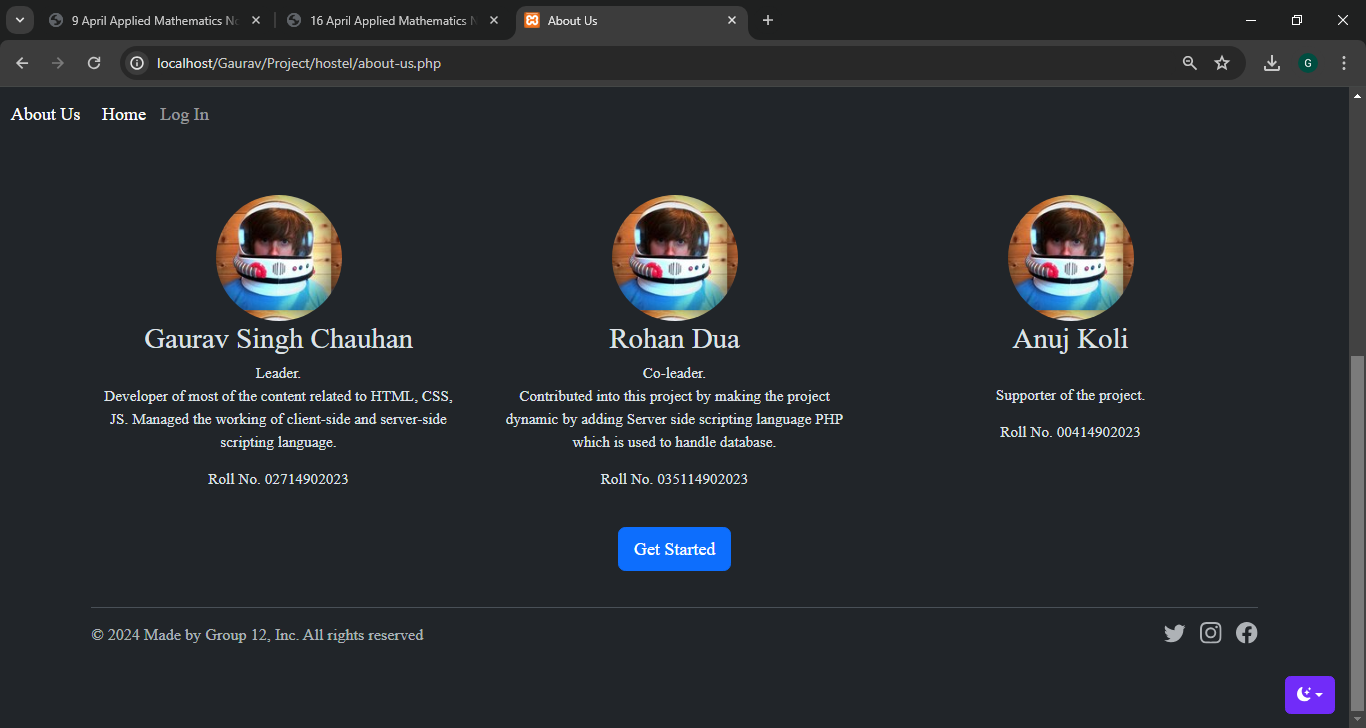 9 April Applied Mathematics
16 April Applied Mathematics
About Us
localhost/Gaurav/Project/hostel/about-us.php
G
About Us Home Log In
Gaurav Singh Chauhan
Leader.
Developer of most of the content related to HTML, CSS,
JS. Managed the working of client-side and server-side
scripting language.
Roll No. 02714902023
Rohan Dua
Co-leader.
Contributed into this project by making the project
dynamic by adding Server side scripting language PHP
which is used to handle database.
Roll No. 035114902023
Anuj Koli
Supporter of the project.
Roll No. 00414902023
Get Started
© 2024 Made by Group 12, Inc. All rights reserved